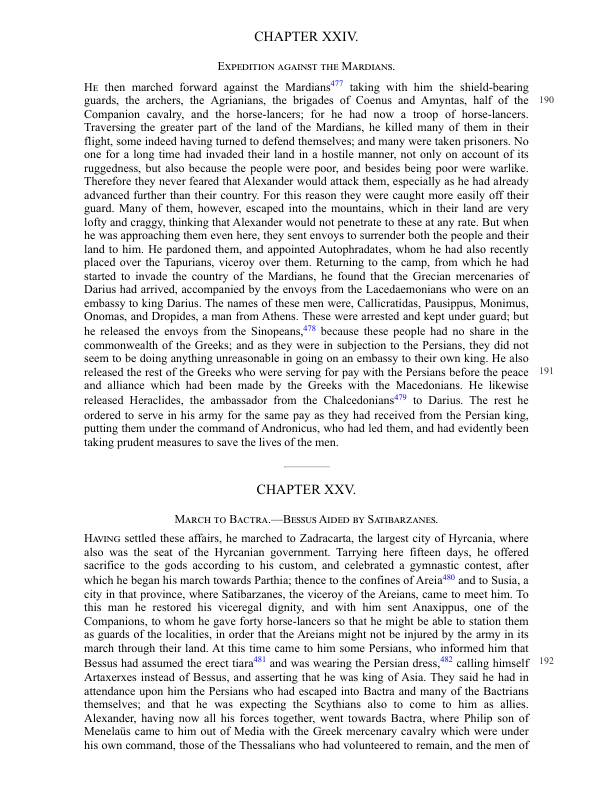 CHAPTER XXIV.
Expedition against the Mardians.
He then marched forward against the Mardians477 taking with him the shield-bearing
guards, the archers, the Agrianians, the brigades of Coenus and Amyntas, half of the 190
Companion cavalry, and the horse-lancers; for he had now a troop of horse-lancers.
Traversing the greater part of the land of the Mardians, he killed many of them in their
flight, some indeed having turned to defend themselves; and many were taken prisoners. No
one for a long time had invaded their land in a hostile manner, not only on account of its
ruggedness, but also because the people were poor, and besides being poor were warlike.
Therefore they never feared that Alexander would attack them, especially as he had already
advanced further than their country. For this reason they were caught more easily off their
guard. Many of them, however, escaped into the mountains, which in their land are very
lofty and craggy, thinking that Alexander would not penetrate to these at any rate. But when
he was approaching them even here, they sent envoys to surrender both the people and their
land to him. He pardoned them, and appointed Autophradates, whom he had also recently
placed over the Tapurians, viceroy over them. Returning to the camp, from which he had
started to invade the country of the Mardians, he found that the Grecian mercenaries of
Darius had arrived, accompanied by the envoys from the Lacedaemonians who were on an
embassy to king Darius. The names of these men were, Callicratidas, Pausippus, Monimus,
Onomas, and Dropides, a man from Athens. These were arrested and kept under guard; but
he released the envoys from the Sinopeans,478 because these people had no share in the
commonwealth of the Greeks; and as they were in subjection to the Persians, they did not
seem to be doing anything unreasonable in going on an embassy to their own king. He also
released the rest of the Greeks who were serving for pay with the Persians before the peace 191
and alliance which had been made by the Greeks with the Macedonians. He likewise
released Heraclides, the ambassador from the Chalcedonians479 to Darius. The rest he
ordered to serve in his army for the same pay as they had received from the Persian king,
putting them under the command of Andronicus, who had led them, and had evidently been
taking prudent measures to save the lives of the men.
CHAPTER XXV.
March to Bactra.—Bessus Aided by Satibarzanes.
Having settled these affairs, he marched to Zadracarta, the largest city of Hyrcania, where
also was the seat of the Hyrcanian government. Tarrying here fifteen days, he offered
sacrifice to the gods according to his custom, and celebrated a gymnastic contest, after
which he began his march towards Parthia; thence to the confines of Areia480 and to Susia, a
city in that province, where Satibarzanes, the viceroy of the Areians, came to meet him. To
this man he restored his viceregal dignity, and with him sent Anaxippus, one of the
Companions, to whom he gave forty horse-lancers so that he might be able to station them
as guards of the localities, in order that the Areians might not be injured by the army in its
march through their land. At this time came to him some Persians, who informed him that
Bessus had assumed the erect tiara481 and was wearing the Persian dress,482 calling himself 192
Artaxerxes instead of Bessus, and asserting that he was king of Asia. They said he had in
attendance upon him the Persians who had escaped into Bactra and many of the Bactrians
themselves; and that he was expecting the Scythians also to come to him as allies.
Alexander, having now all his forces together, went towards Bactra, where Philip son of
Menelaüs came to him out of Media with the Greek mercenary cavalry which were under
his own command, those of the Thessalians who had volunteered to remain, and the men of